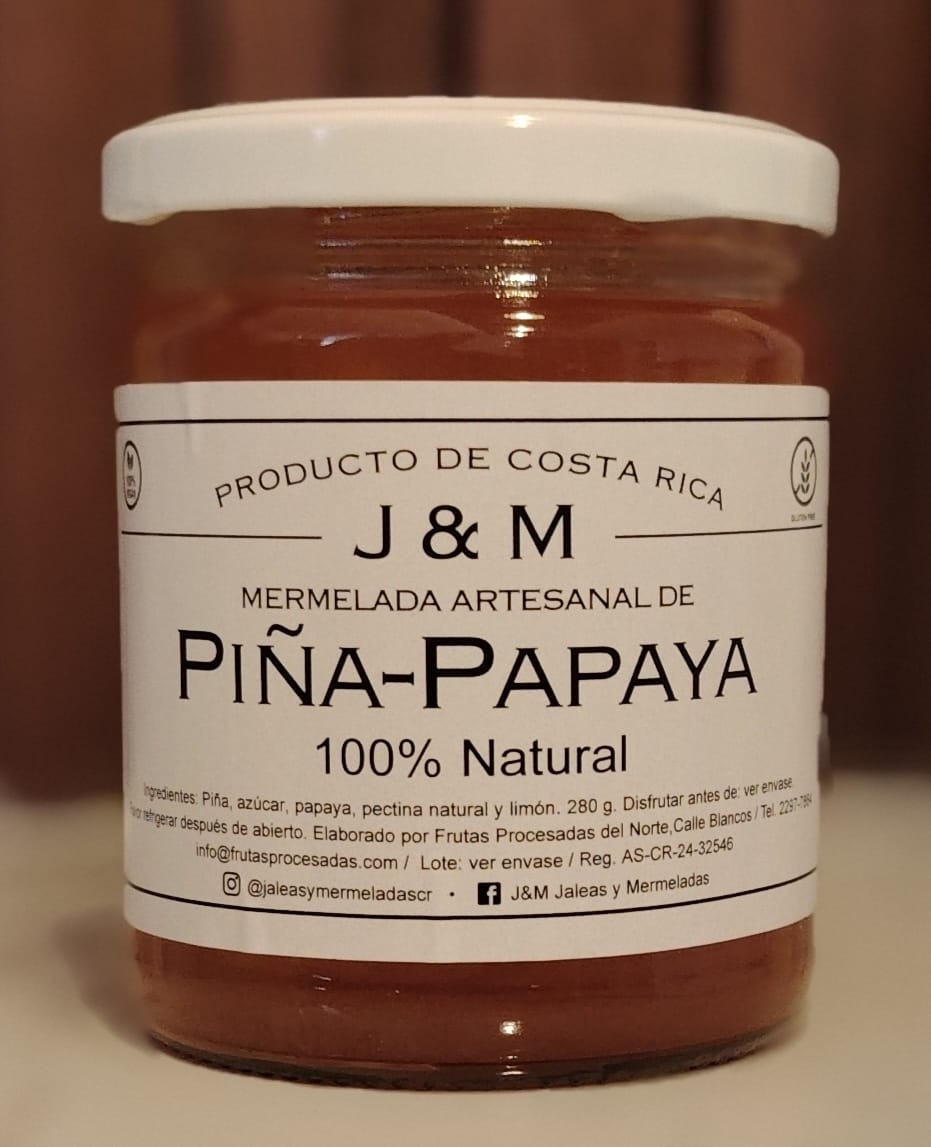 PRODUCTO DE COSTA RICA
J & M
GLUTEN FREE
MERMELADA ARTESANAL DE
PIÑA-PAPAYA
100% Natural
Ingredientes: Piña, azúcar, papaya, pectina natural y limón. 280 g. Disfrutar antes de: ver envase.
refrigerar después de abierto. Elaborado por Frutas Procesadas del Norte,Calle Blancos / Tel.
info@frutasprocesadas.com / Lote: ver envase / Reg. AS-CR-24-32546
@jaleasymermeladascr • J&M Jaleas y Mermeladas